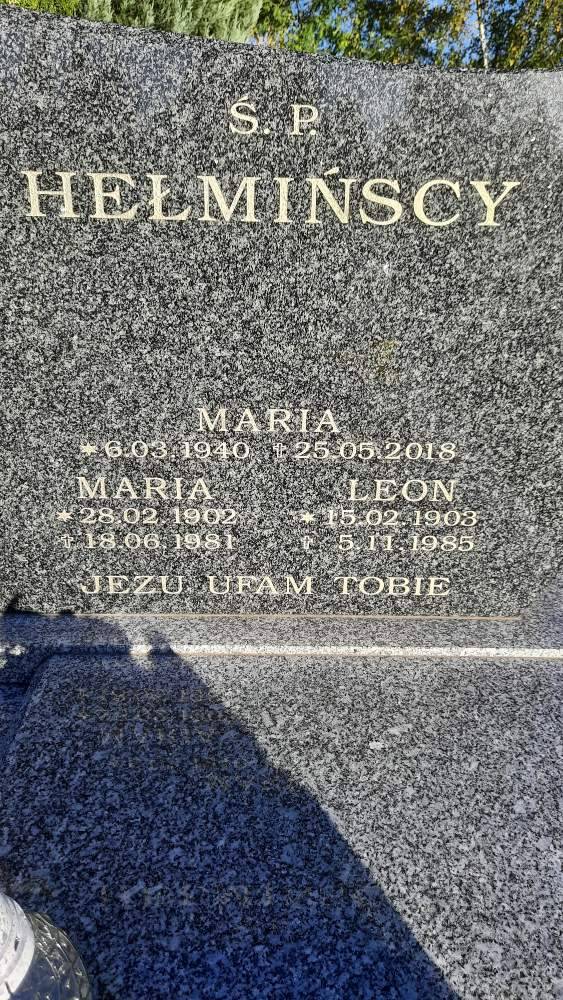 Ś. P.
HEŁMIŃSCY
MARIA
* 6.03.1940 † 25.05.2018
MARIA LEON
* 28.02.1902 * 15.02.1903
† 18.06.1981 † 5.11.1985
JEZU UFAM TOBIE